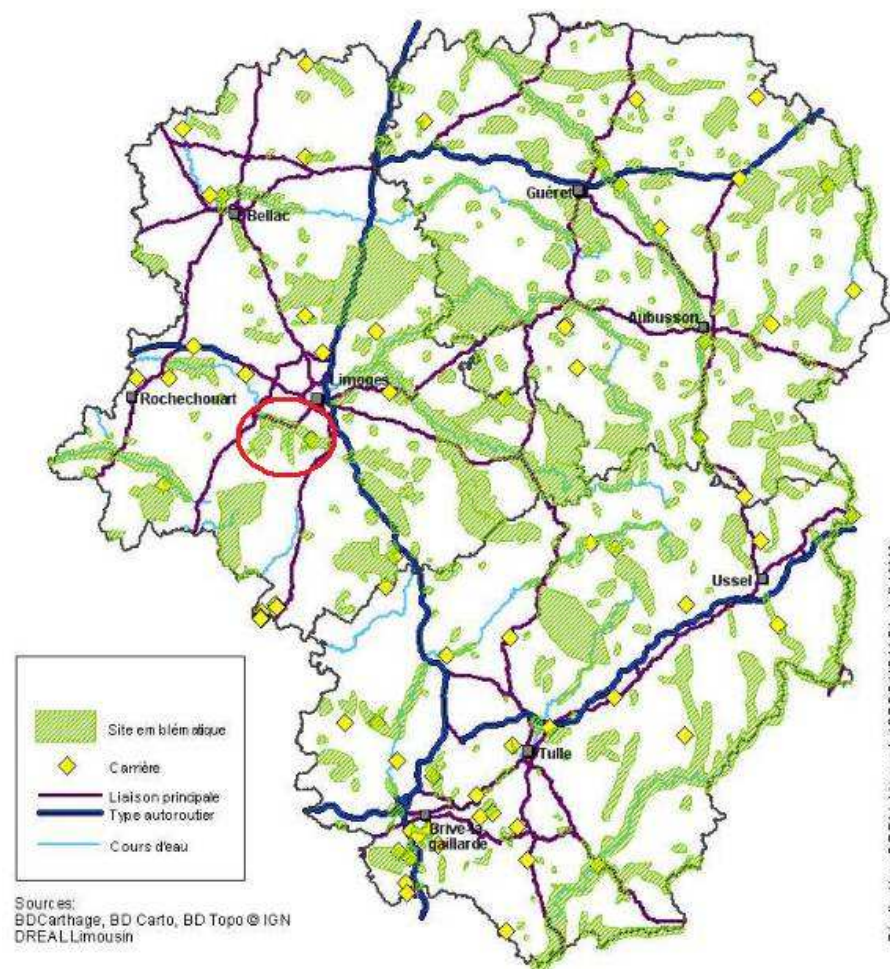 Guéret
Bellac
Aubusson
Limoges
Rochechouart
Ussel
Tulle
Brive-la
gaillarde
Site emblématique
Carrière
Liaison principale
Type autoroutier
Cours d'eau
Sources:
BDCarthage, BD Carto, BD Topo © IGN
DREAL Limousin